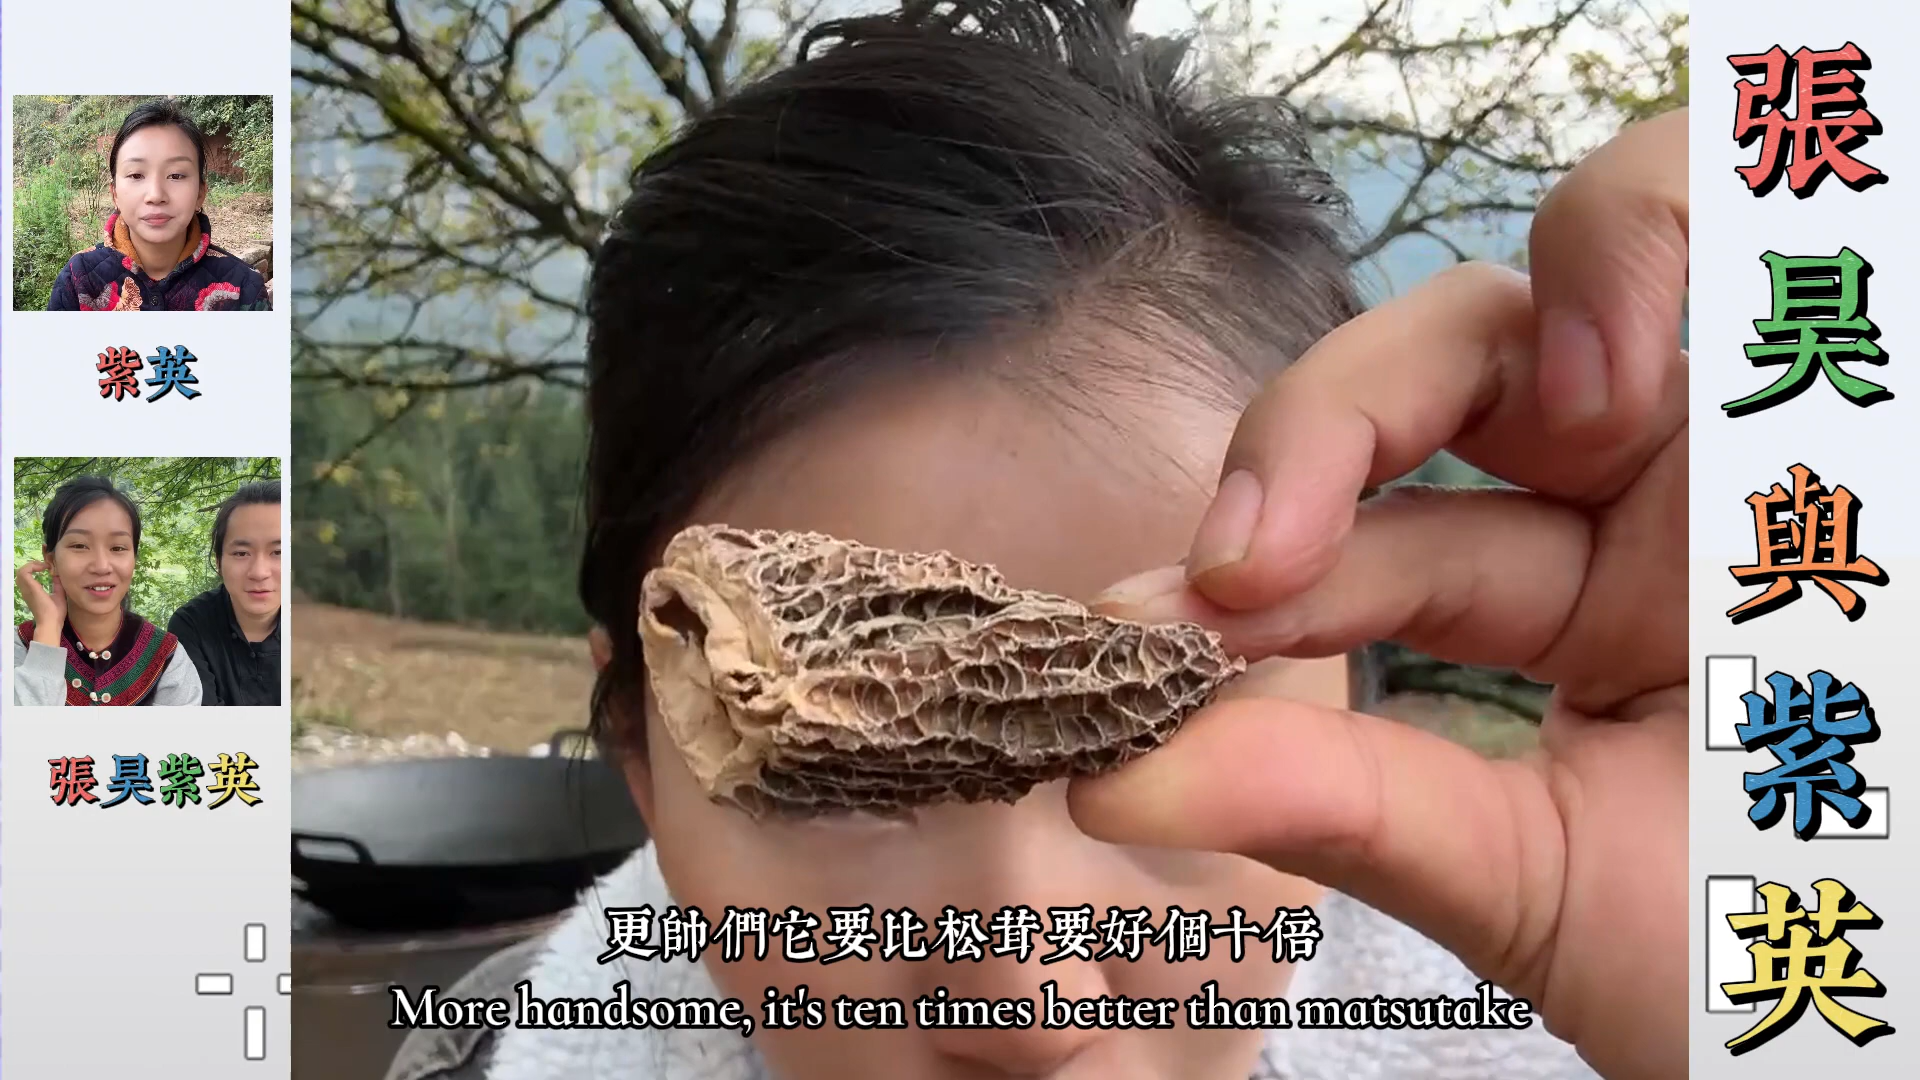 紫英
張昊紫英
更帥們它要比松茸要好個十倍
More handsome, it's ten times better than matsutake
張昊與紫英